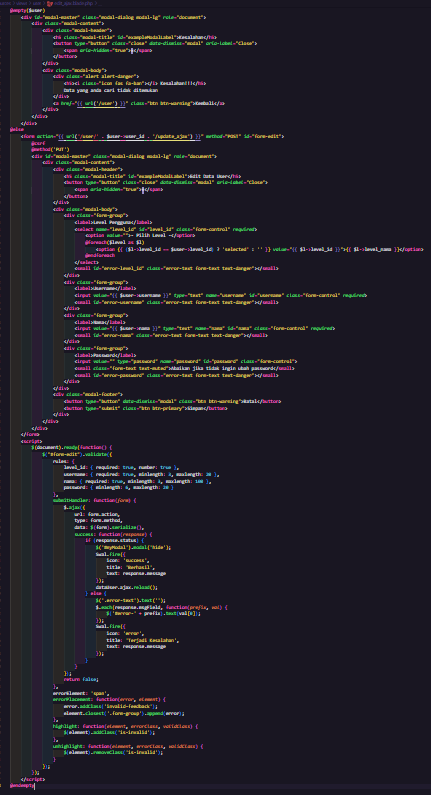 @empty($user)
<div id="modal-master" class="modal-dialog modal-lg" role="document">
<div class="modal-content">
<div class="modal-header">
<h5 class="modal-title" id="exampleModalLabel">Kesalahan</h5>
<button type="button" class="close" data-dismiss="modal" aria-label="Close">
<span aria-hidden="true">&times;</span>
</button>
</div>
<div class="modal-body">
<div class="alert alert-danger">
<h5><i class="icon fas fa-ban"></i> Kesalahan!!!</h5>
Data yang anda cari tidak ditemukan
</div>
<a href="{{ url('/user') }}" class="btn btn-warning">Kembali</a>
</div>
</div>
</div>
@else
<form action="{{ url('/user/' . $user->user_id . '/update_ajax') }}" method="POST" id="form-edit">
@csrf
@method('PUT')
<div id="modal-master" class="modal-dialog modal-lg" role="document">
<div class="modal-content">
<div class="modal-header">
<h5 class="modal-title" id="exampleModalLabel">Edit Data User</h5>
<button type="button" class="close" data-dismiss="modal" aria-label="Close">
<span aria-hidden="true">&times;</span>
</button>
</div>
<div class="modal-body">
<div class="form-group">
<label>Level Pengguna</label>
<select name="level_id" id="level_id" class="form-control" required>
<option value="">- Pilih Level -</option>
@foreach($level as $l)
<option {{ ($l->level_id == $user->level_id) ? 'selected' : '' }} value="{{ $l->level_id }}">{{ $l->level_nama }}</option>
@endforeach
</select>
<small id="error-level_id" class="error-text form-text text-danger"></small>
</div>
<div class="form-group">
<label>Username</label>
<input value="{{ $user->username }}" type="text" name="username" id="username" class="form-control" required>
<small id="error-username" class="error-text form-text text-danger"></small>
</div>
<div class="form-group">
<label>Nama</label>
<input value="{{ $user->nama }}" type="text" name="nama" id="nama" class="form-control" required>
<small id="error-nama" class="error-text form-text text-danger"></small>
</div>
<div class="form-group">
<label>Password</label>
<input value="" type="password" name="password" id="password" class="form-control">
<small class="form-text text-muted">Abaikan jika tidak ingin ubah password</small>
<small id="error-password" class="error-text form-text text-danger"></small>
</div>
</div>
<div class="modal-footer">
<button type="button" data-dismiss="modal" class="btn btn-warning">Batal</button>
<button type="submit" class="btn btn-primary">Simpan</button>
</div>
</div>
</div>
</form>
<script>
$(document).ready(function() {
$("#form-edit").validate({
rules: {
level_id: { required: true, number: true },
username: { required: true, minlength: 3, maxlength: 20 },
nama: { required: true, minlength: 3, maxlength: 100 },
password: { minlength: 6, maxlength: 20 }
},
submitHandler: function(form) {
$.ajax({
url: form.action,
type: form.method,
data: $(form).serialize(),
success: function(response) {
if (response.status) {
$('#myModal').modal('hide');
Swal.fire({
icon: 'success',
title: 'Berhasil',
text: response.message
});
dataUser.ajax.reload();
} else {
$('.error-text').text('');
$.each(response.msgField, function(prefix, val) {
$('#error-' + prefix).text(val[0]);
});
Swal.fire({
icon: 'error',
title: 'Terjadi Kesalahan',
text: response.message
});
}
}
});
return false;
},
errorElement: 'span',
errorPlacement: function(error, element) {
error.addClass('invalid-feedback');
element.closest('.form-group').append(error);
},
highlight: function(element, errorClass, validClass) {
$(element).addClass('is-invalid');
},
unhighlight: function(element, errorClass, validClass) {
$(element).removeClass('is-invalid');
}
});
});
</script>
@endempty